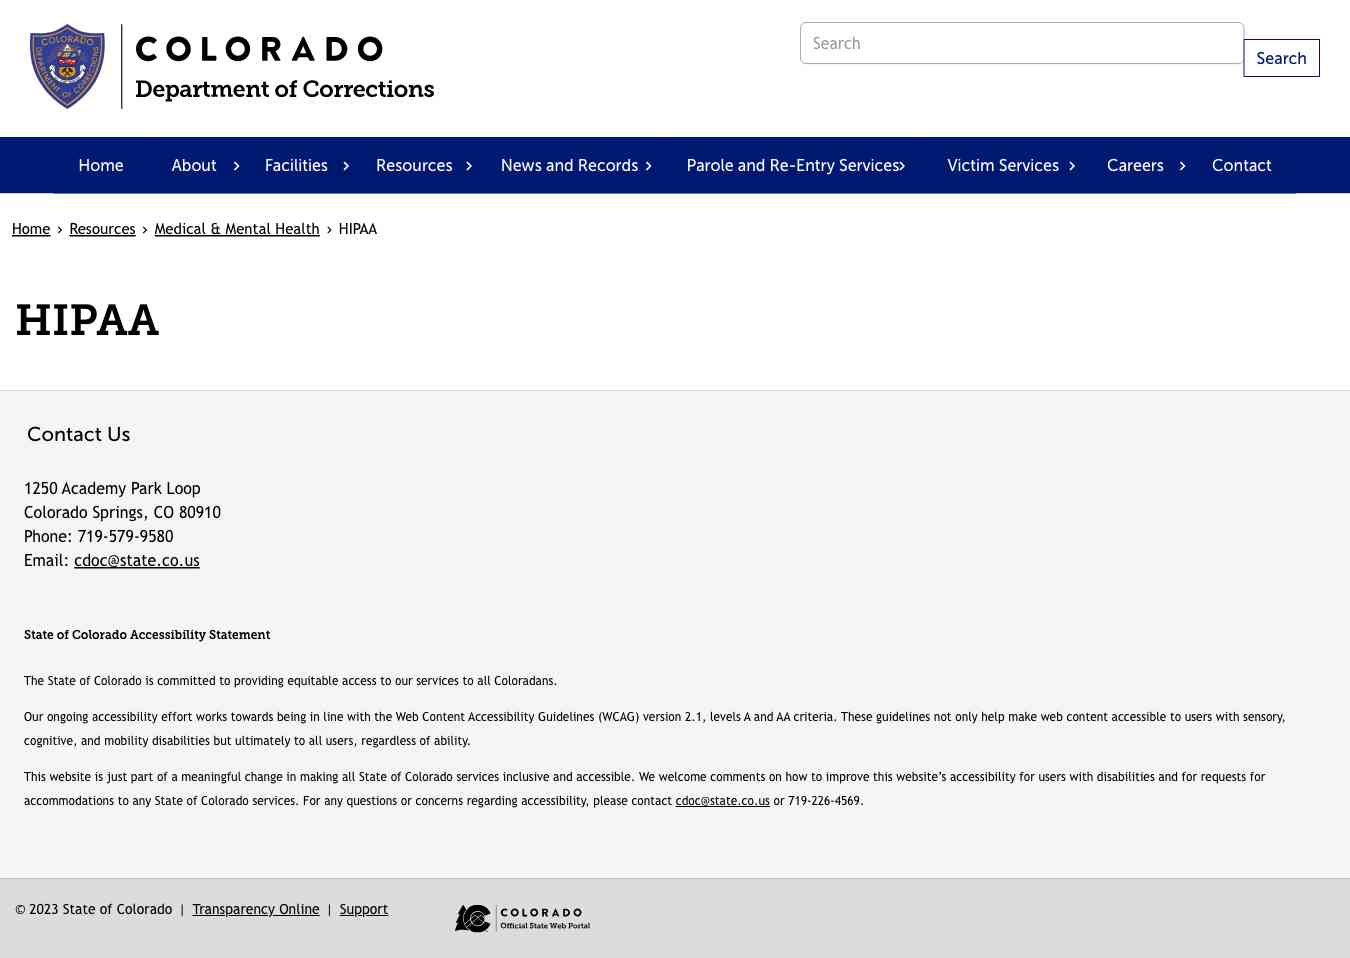 COLORADO
Department of Corrections
Search
Search
Home About Facilities Resources News and Records Parole and Re-Entry Services Victim Services Careers Contact
Home › Resources › Medical & Mental Health › HIPAA
HIPAA
Contact Us
1250 Academy Park Loop
Colorado Springs, CO 80910
Phone: 719-579-9580
Email: cdoc@state.co.us
State of Colorado Accessibility Statement
The State of Colorado is committed to providing equitable access to our services to all Coloradans.
Our ongoing accessibility effort works towards being in line with the Web Content Accessibility Guidelines (WCAG) version 2.1, levels A and AA criteria. These guidelines not only help make web content accessible to users with sensory,
cognitive, and mobility disabilities but ultimately to all users, regardless of ability.
This website is just part of a meaningful change in making all State of Colorado services inclusive and accessible. We welcome comments on how to improve this website’s accessibility for users with disabilities and for requests for
accommodations to any State of Colorado services. For any questions or concerns regarding accessibility, please contact cdoc@state.co.us or 719-226-4569.
© 2023 State of Colorado | Transparency Online | Support
COLORADO
Official State Web Portal